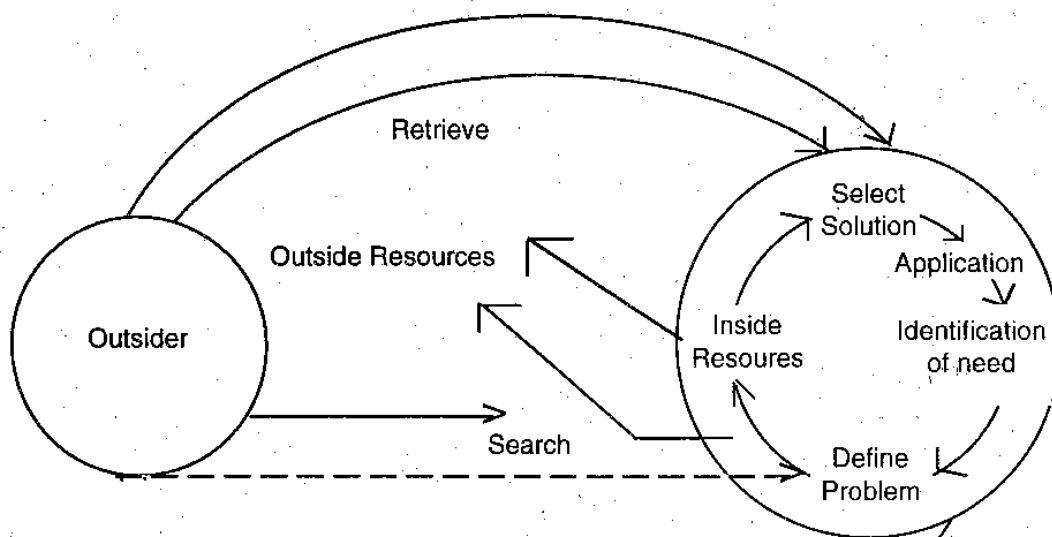 Retrieve
Select
Solution
Outside Resources
Application
Outsider
Inside
Resoures
Identification
of need
Search
Define
Problem